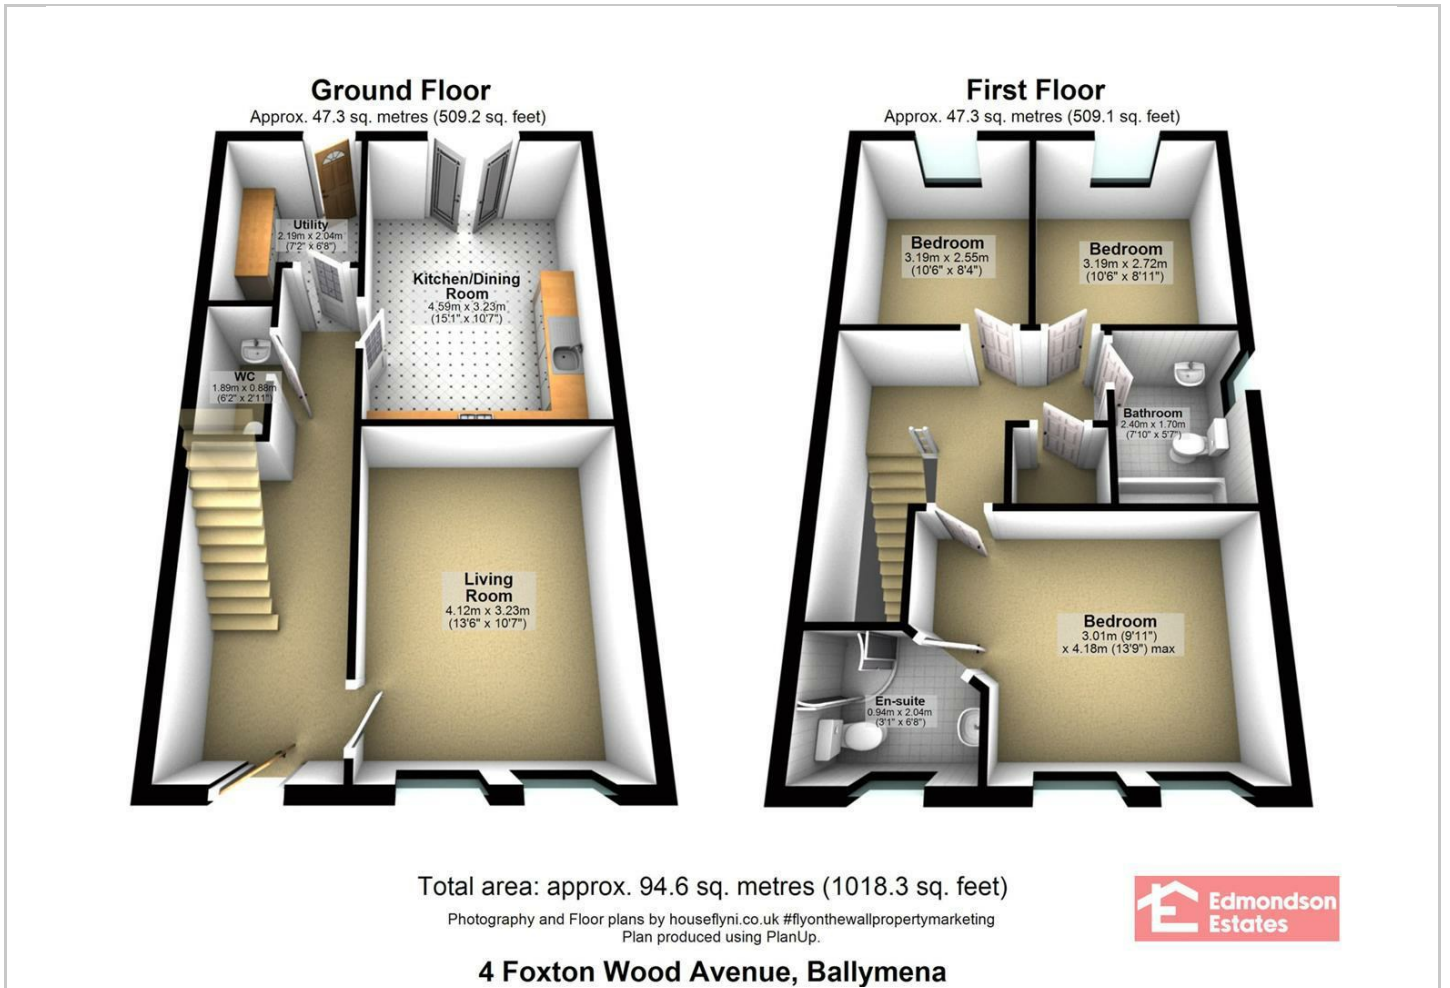 Ground Floor
Approx. 47.3 sq. metres (509.2 sq. feet)
Utility
2.19m x 2.04m
(7'2" x 6'8")
Kitchen/Dining
Room
4.59m x 3.23m
(15'1" x 10'7")
WC
1.89m x 0.88m
(6'2" x 2'11")
Living
Room
4.12m x 3.23m
(13'6" x 10'7")
First Floor
Approx. 47.3 sq. metres (509.1 sq. feet)
Bedroom
3.19m x 2.55m
(10'6" x 8'4")
Bedroom
3.19m x 2.72m
(10'6" x 8'11")
Bathroom
2.40m x 1.70m
(7'10" x 5'7")
Bedroom
3.01m (9'11")
x 4.18m (13'9") max
En-suite
0.94m x 2.04m
(3'1" x 6'8")
Total area: approx. 94.6 sq. metres (1018.3 sq. feet)
Photography and Floor plans by houseflyni.co.uk #flyonthewallpropertymarketing
Plan produced using PlanUp.
4 Foxton Wood Avenue, Ballymena
Edmondson
Estates